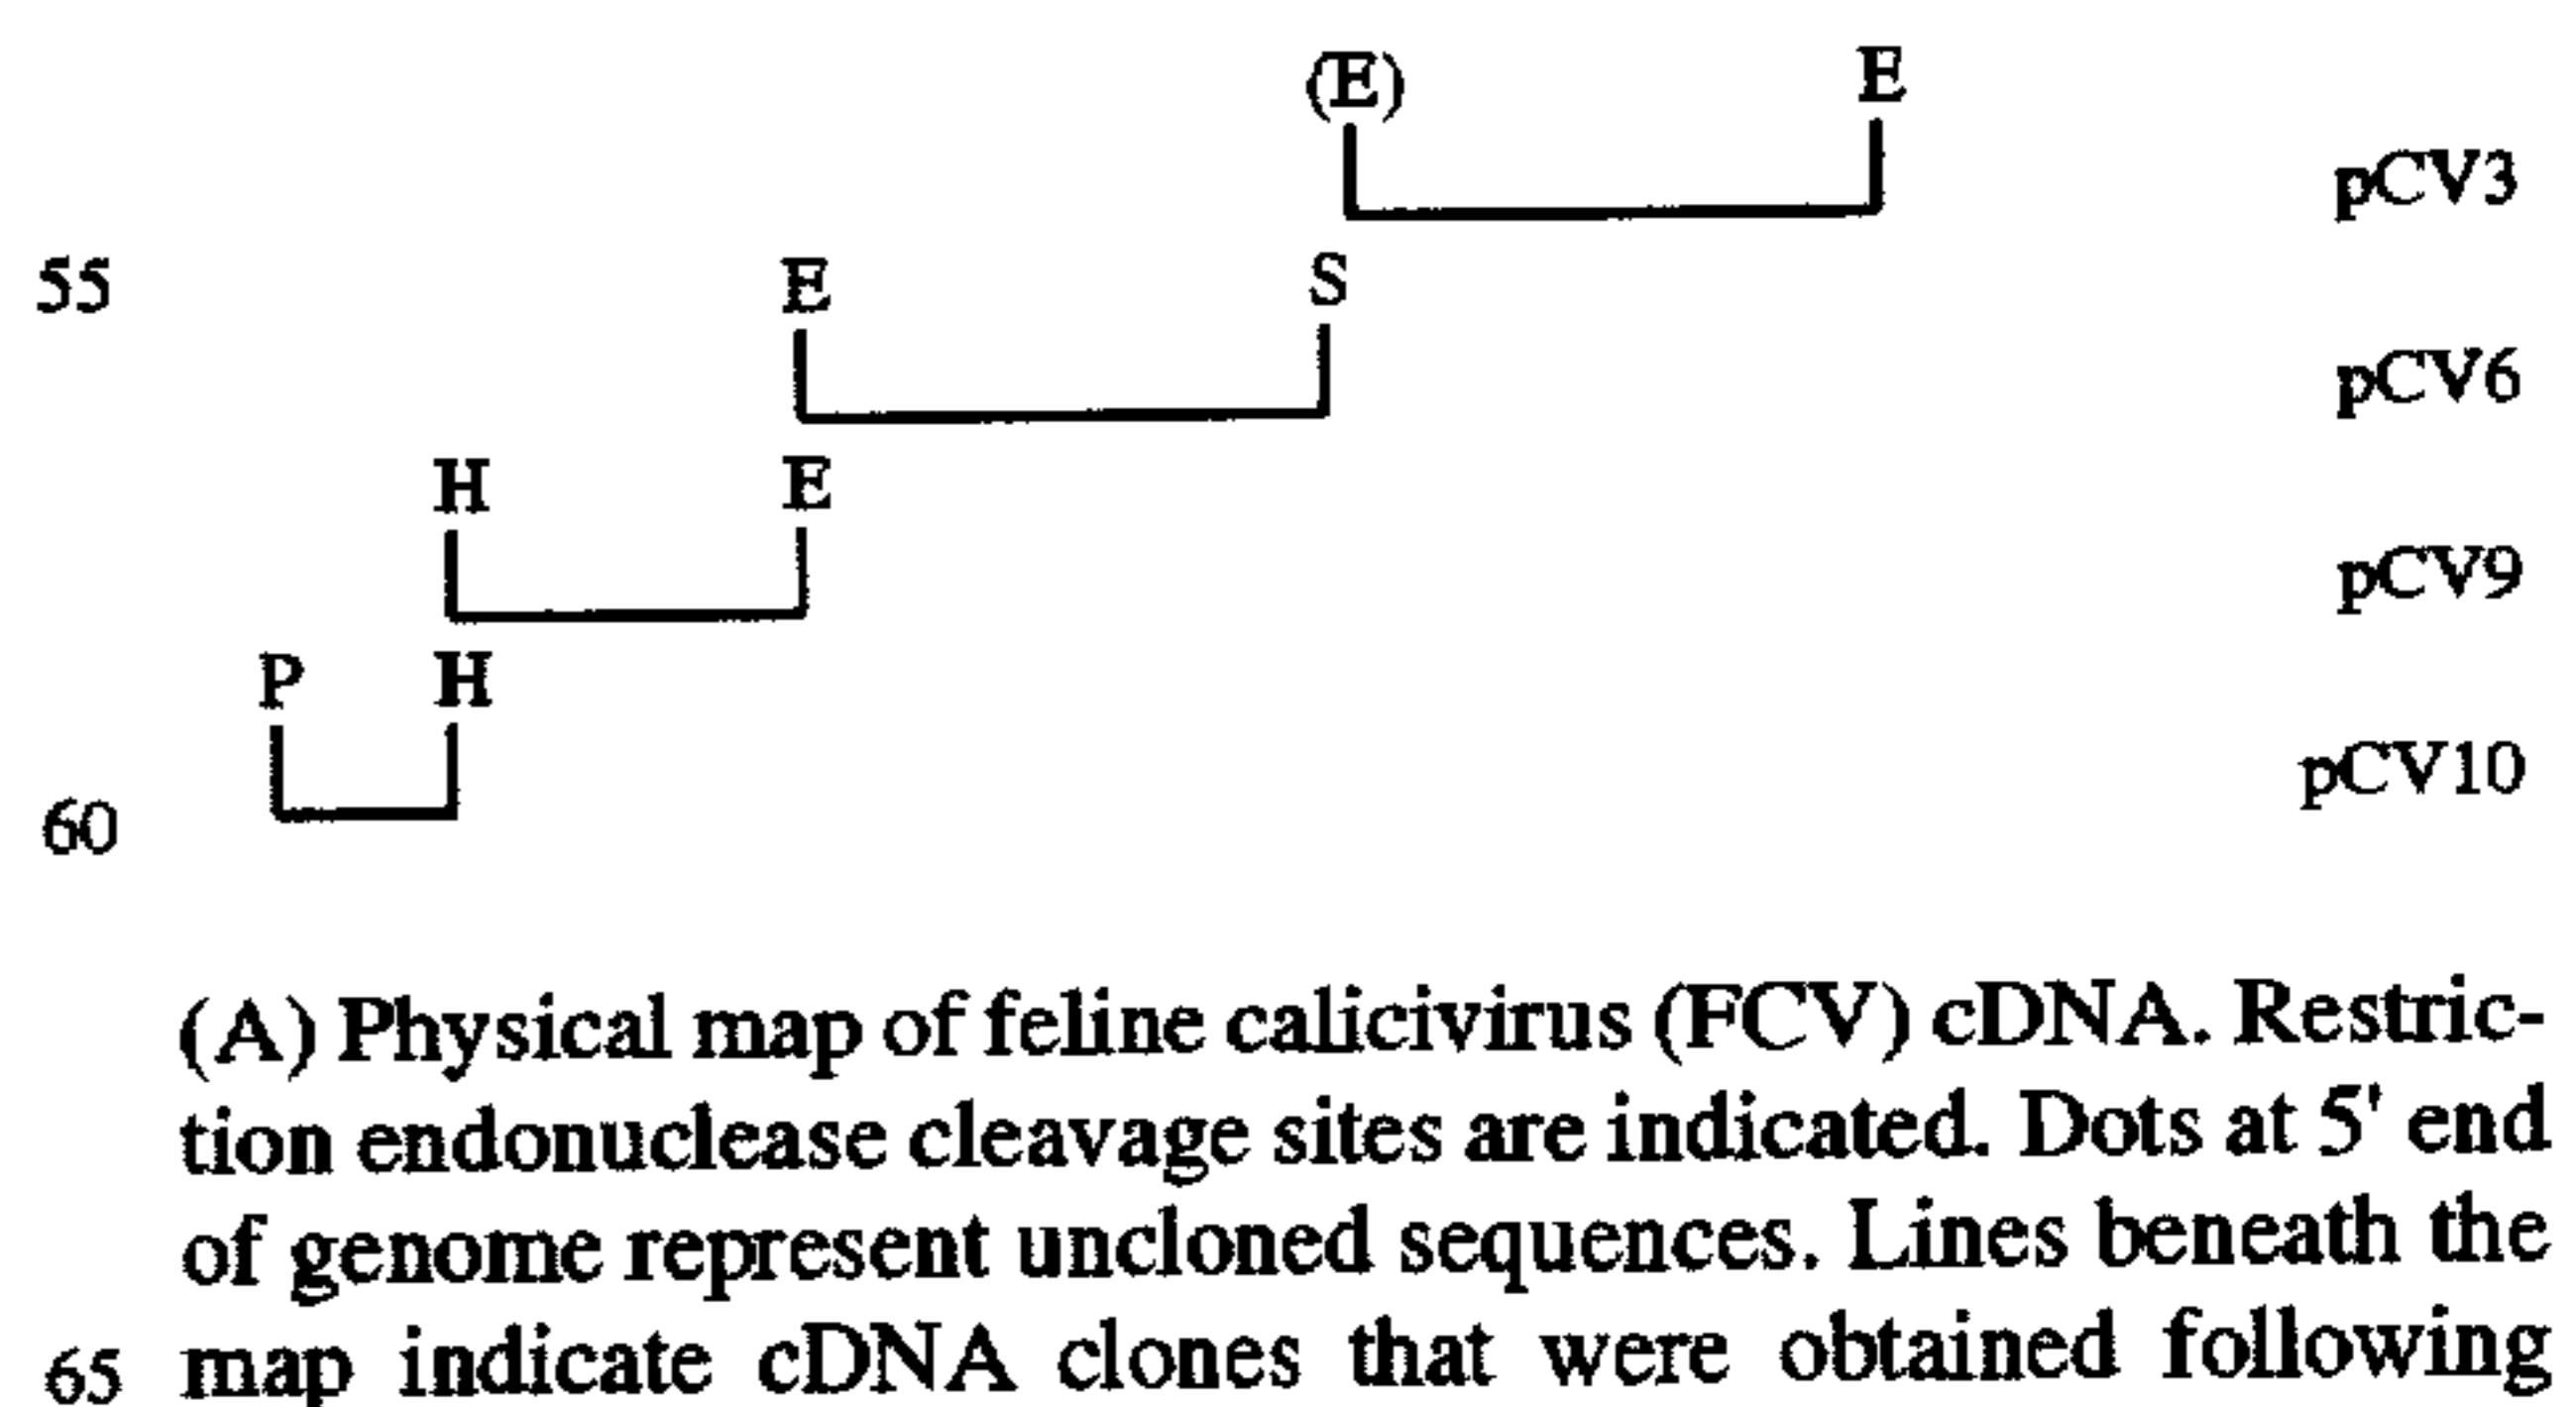 (E) E
pCV3
55 E S
pCV6
H E
pCV9
P H
pCV10
60
(A) Physical map of feline calicivirus (FCV) cDNA. Restric-
tion endonuclease cleavage sites are indicated. Dots at 5' end
of genome represent uncloned sequences. Lines beneath the
65 map indicate cDNA clones that were obtained following